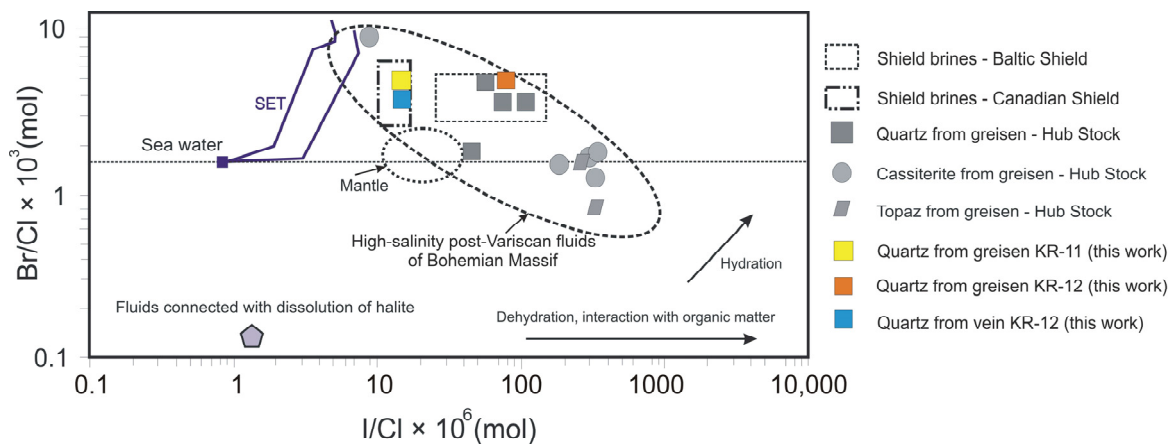 10
1
0.1
Br/Cl × 10³(mol)
SET
Sea water
Mantle
High-salinity post-Variscan fluids
of Bohemian Massif
Hydration
Fluids connected with dissolution of halite
Dehydration, interaction with organic matter
0.1 1 10 100 1000 10,000
I/Cl × 10⁶(mol)
Shield brines - Baltic Shield
Shield brines - Canadian Shield
Quartz from greisen - Hub Stock
Cassiterite from greisen - Hub Stock
Topaz from greisen - Hub Stock
Quartz from greisen KR-11 (this work)
Quartz from greisen KR-12 (this work)
Quartz from vein KR-12 (this work)